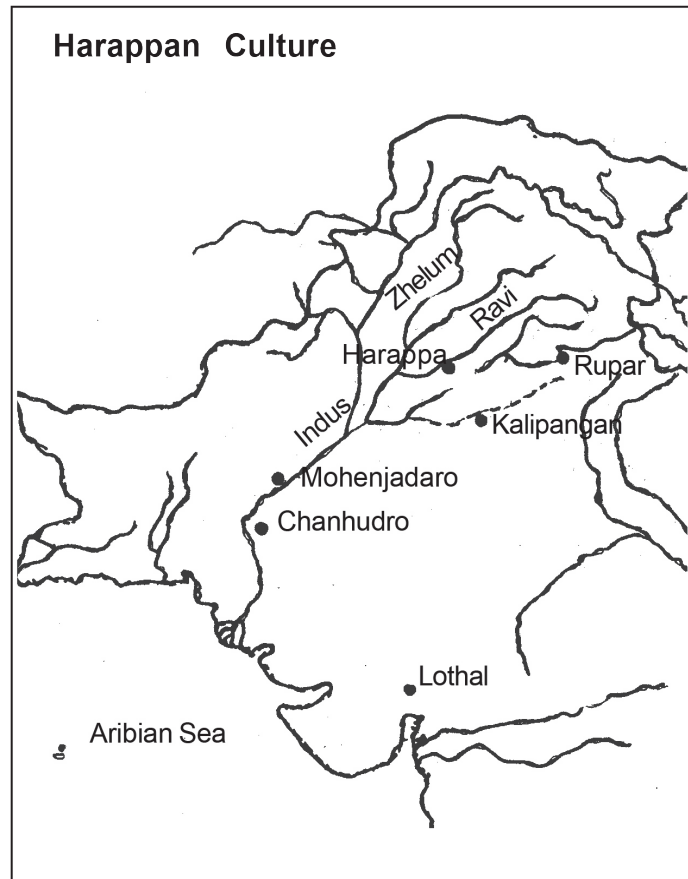 Harappan Culture
Zhelum
Ravi
Harappa
Rupar
Indus
Kalipangan
Mohenjadaro
Chanhudro
Lothal
Aribian Sea